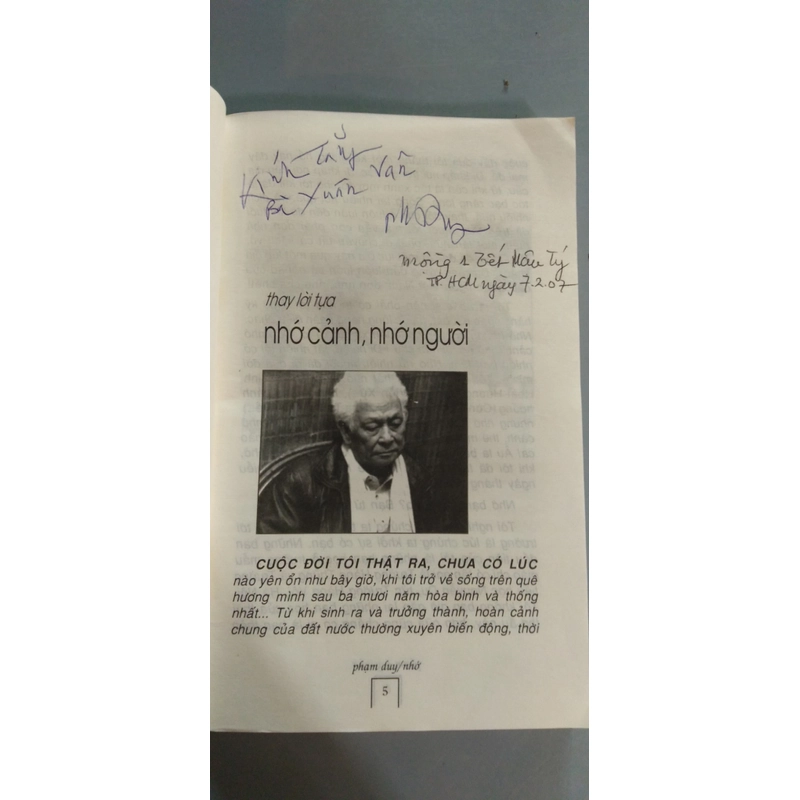 Kính tặng
Bà Xuân Vân
Mồng 1 Tết Mậu Tý
TP HCM ngày 7.2.07
thay lời tựa
nhớ cảnh, nhớ người
CUỘC ĐỜI TÔI THẬT RA, CHƯA CÓ LÚC
nào yên ổn như bây giờ, khi tôi trở về sống trên quê
hương mình sau ba mươi năm hòa bình và thống
nhất... Từ khi sinh ra và trưởng thành, hoàn cảnh
chung của đất nước thường xuyên biến động, thời
phạm duy/nhớ
5